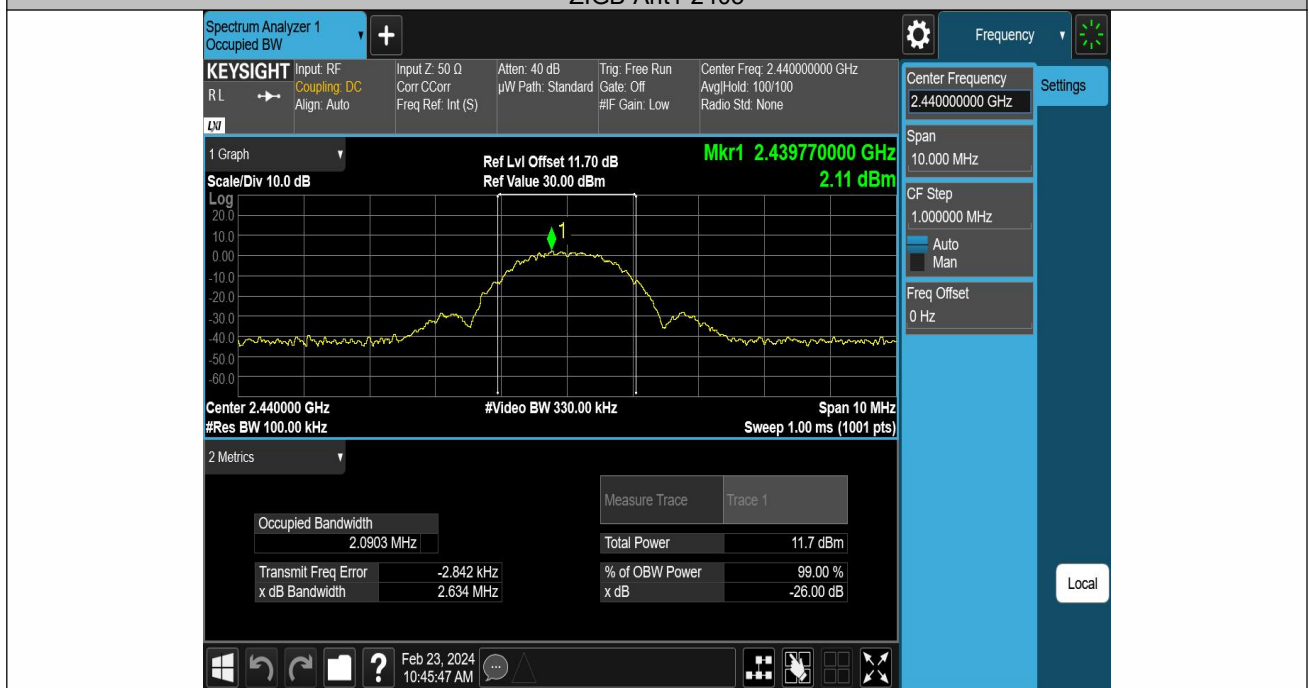 Spectrum Analyzer 1
Occupied BW
+
Frequency
KEYSIGHT
R L
LXI
Input: RF
Coupling: DC
Align: Auto
Input Z: 50 Ω
Corr CCorr
Freq Ref: Int (S)
Atten: 40 dB
µW Path: Standard
Trig: Free Run
Gate: Off
#IF Gain: Low
Center Freq: 2.440000000 GHz
Avg|Hold: 100/100
Radio Std: None
Center Frequency
2.440000000 GHz
Settings
Span
10.000 MHz
CF Step
1.000000 MHz
Auto
Man
Freq Offset
0 Hz
Local
1 Graph
Scale/Div 10.0 dB
Ref Lvl Offset 11.70 dB
Ref Value 30.00 dBm
Mkr1 2.439770000 GHz
2.11 dBm
Log
20.0
10.0
0.00
-10.0
-20.0
-30.0
-40.0
-50.0
-60.0
1
Center 2.440000 GHz
#Video BW 330.00 kHz
Span 10 MHz
#Res BW 100.00 kHz
Sweep 1.00 ms (1001 pts)
2 Metrics
Measure Trace Trace 1
Occupied Bandwidth
2.0903 MHz
Total Power 11.7 dBm
Transmit Freq Error -2.842 kHz
% of OBW Power 99.00 %
x dB Bandwidth 2.634 MHz
x dB -26.00 dB
?
Feb 23, 2024
10:45:47 AM